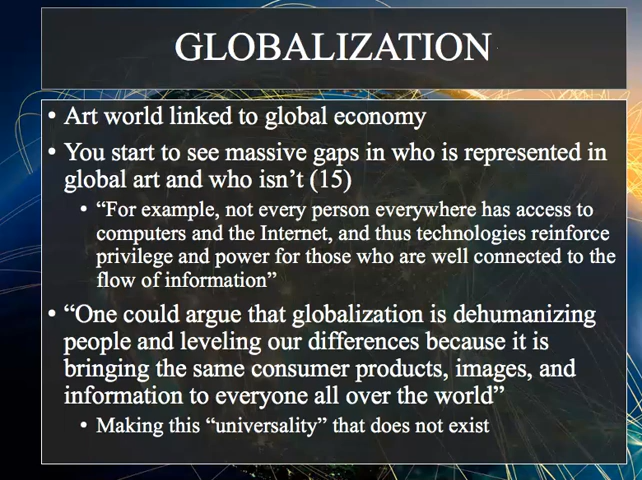 GLOBALIZATION
• Art world linked to global economy
• You start to see massive gaps in who is represented in
global art and who isn’t (15)
• “For example, not every person everywhere has access to
computers and the Internet, and thus technologies reinforce
privilege and power for those who are well connected to the
flow of information”
• “One could argue that globalization is dehumanizing
people and leveling our differences because it is
bringing the same consumer products, images, and
information to everyone all over the world”
• Making this “universality” that does not exist